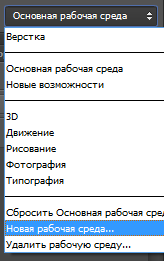 Основная рабочая среда
Верстка
Основная рабочая среда
Новые возможности
3D
Движение
Рисование
Фотография
Типография
Сбросить Основная рабочая сред
Новая рабочая среда...
Удалить рабочую среду...